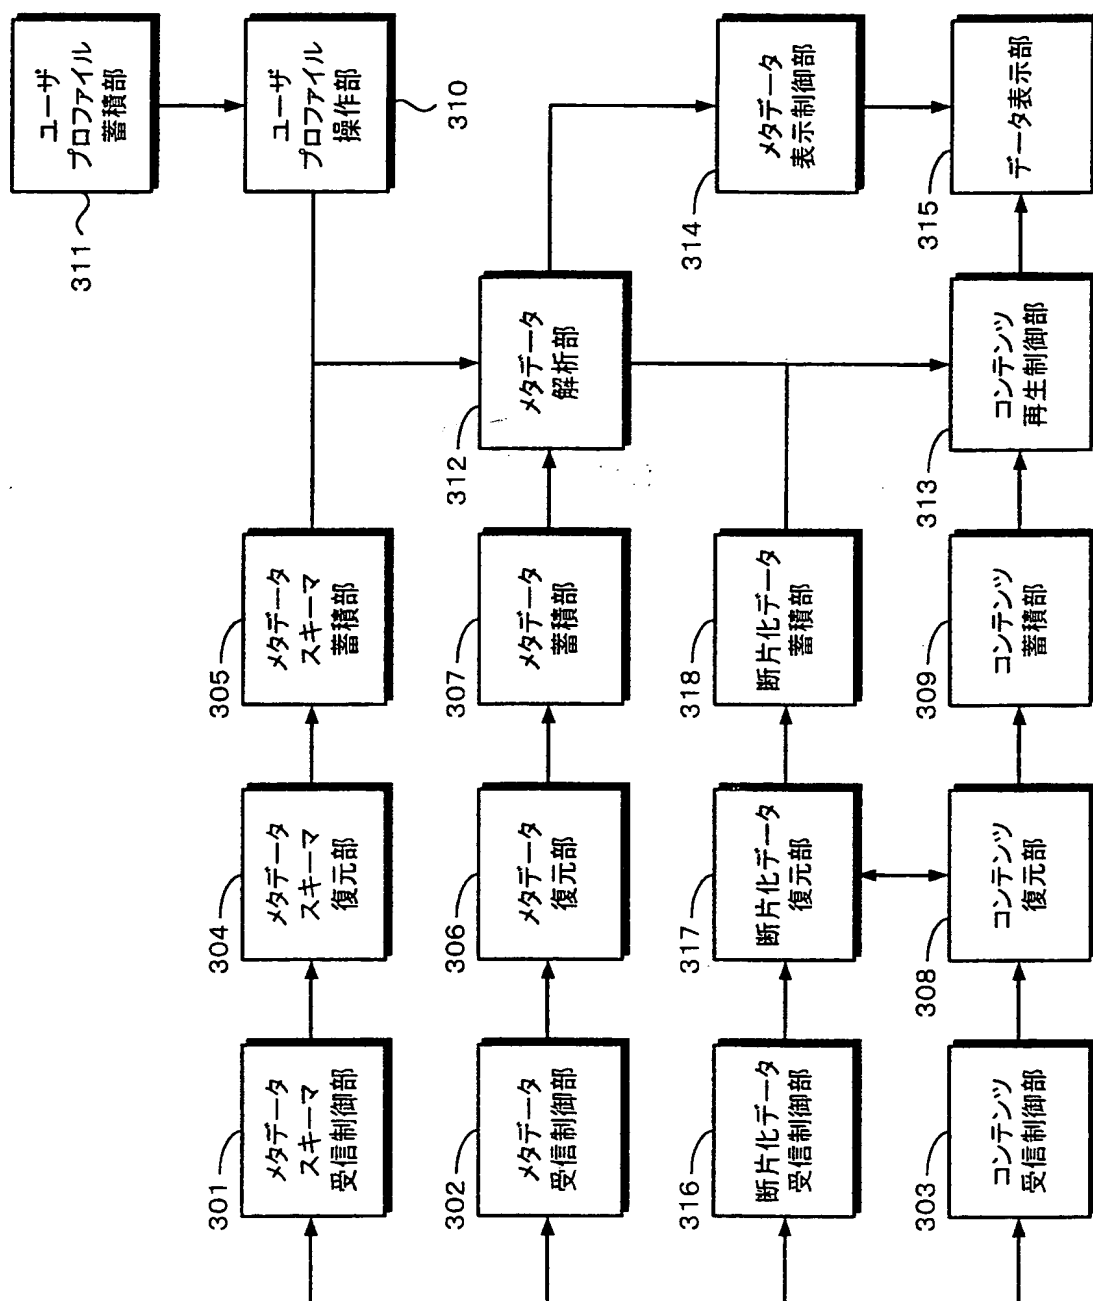 ユーザ
プロファイル
蓄積部
311
ユーザ
プロファイル
操作部
310
メタデータ
スキーマ
受信制御部
301
メタデータ
スキーマ
復元部
304
メタデータ
スキーマ
蓄積部
305
メタデータ
受信制御部
302
メタデータ
復元部
306
メタデータ
蓄積部
307
メタデータ
解析部
312
メタデータ
表示制御部
314
断片化データ
受信制御部
316
断片化データ
復元部
317
断片化データ
蓄積部
318
コンテンツ
受信制御部
303
コンテンツ
復元部
308
コンテンツ
蓄積部
309
コンテンツ
再生制御部
313
データ表示部
315